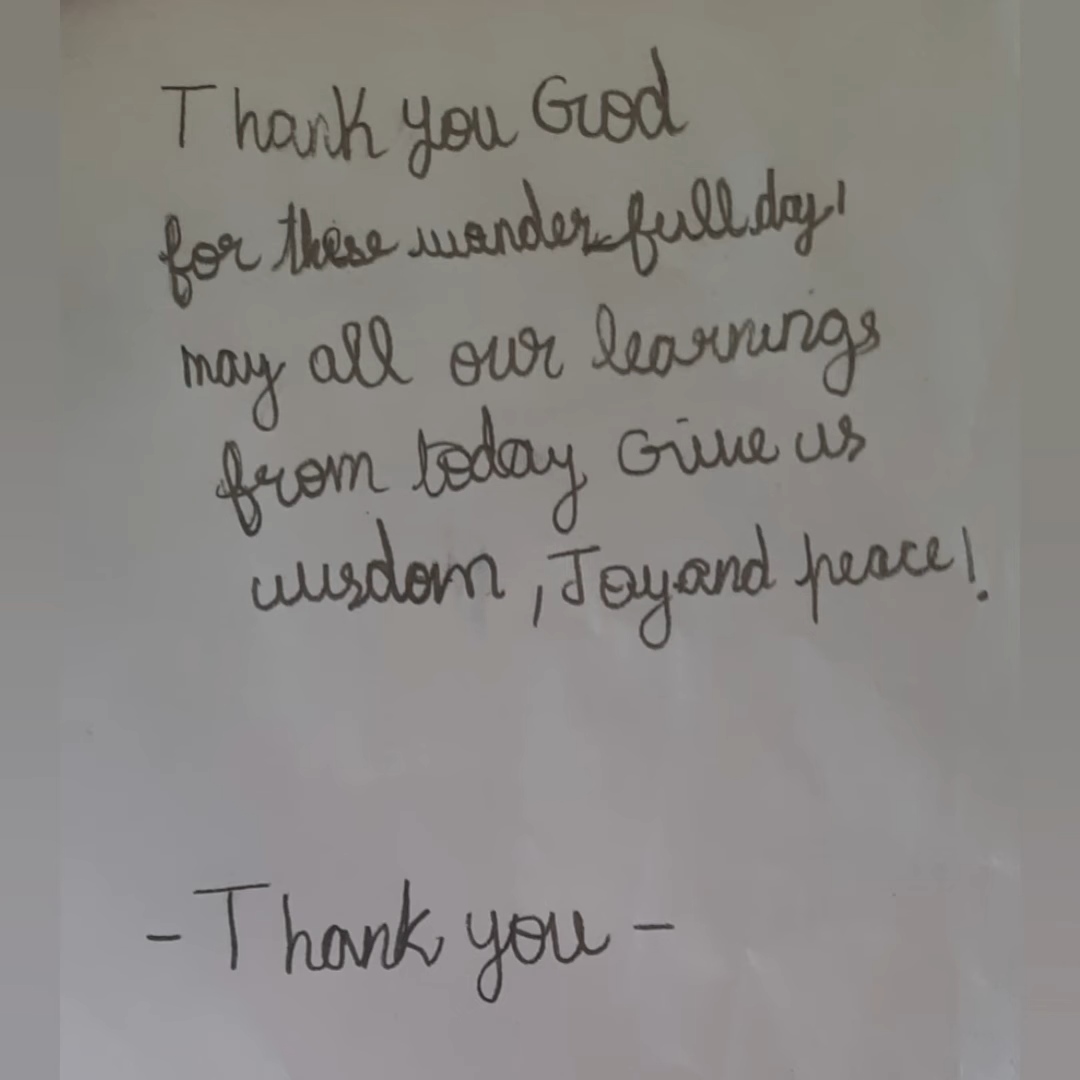 Thank you God
for these wonder full day!
may all our learnings
from today Give us
wisdom, Joy and peace!
- Thank you -